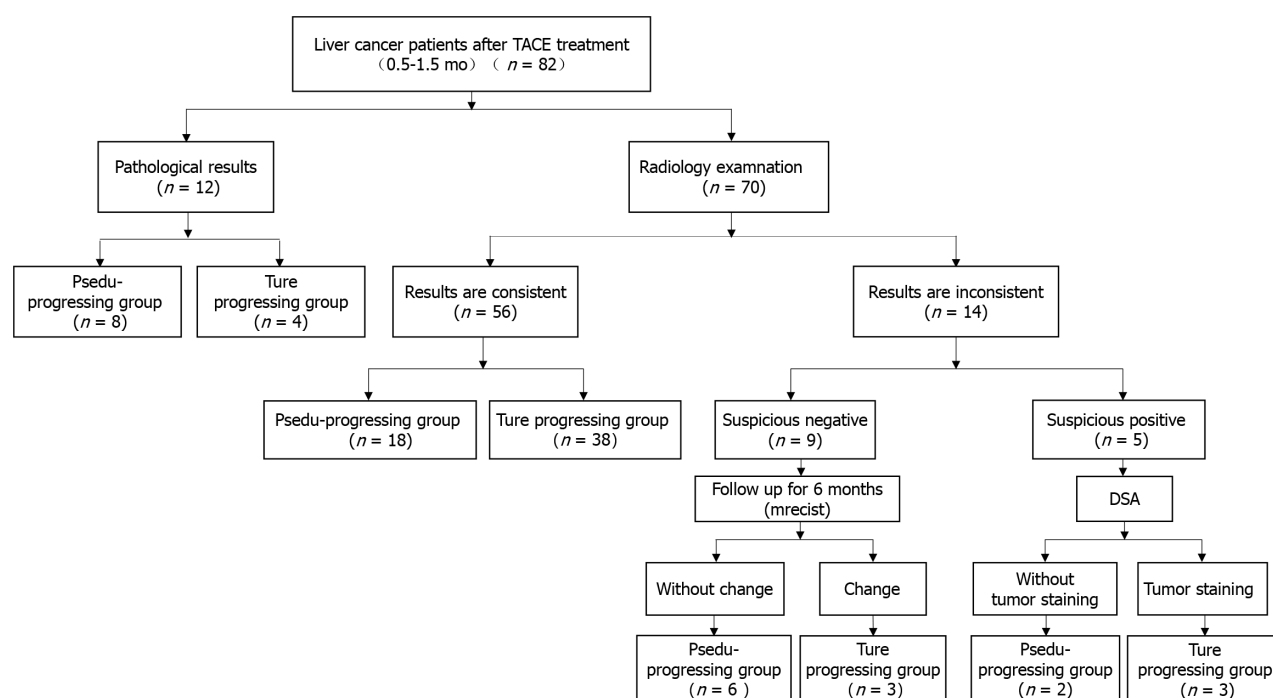 Liver cancer patients after TACE treatment
（0.5-1.5 mo）（ n = 82）
Pathological results
(n = 12)
Radiology examnation
(n = 70)
Psedu-
progressing group
(n = 8)
Ture
progressing group
(n = 4)
Results are consistent
(n = 56)
Results are inconsistent
(n = 14)
Psedu-progressing group
(n = 18)
Ture progressing group
(n = 38)
Suspicious negative
(n = 9)
Suspicious positive
(n = 5)
Follow up for 6 months
(mrecist)
DSA
Without change
Change
Without
tumor staining
Tumor staining
Psedu-
progressing group
(n = 6 )
Ture
progressing group
(n = 3)
Psedu-
progressing group
(n = 2)
Ture
progressing group
(n = 3)